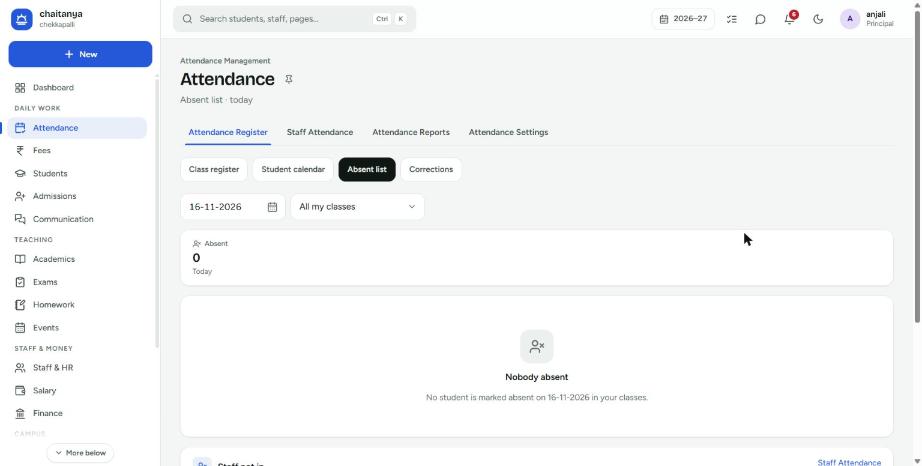 chaitanya
chekkapalli
New
Dashboard
DAILY WORK
Attendance
Fees
Students
Admissions
Communication
TEACHING
Academics
Exams
Homework
Events
STAFF & MONEY
Staff & HR
Salary
Finance
CAMPUS
More below
Search students, staff, pages...
Ctrl K
2026–27
6
A
anjali
Principal
Attendance Management
Attendance
Absent list · today
Attendance Register Staff Attendance Attendance Reports Attendance Settings
Class register Student calendar Absent list Corrections
16-11-2026 All my classes
Absent
0
Today
Nobody absent
No student is marked absent on 16-11-2026 in your classes.
Staff Attendance